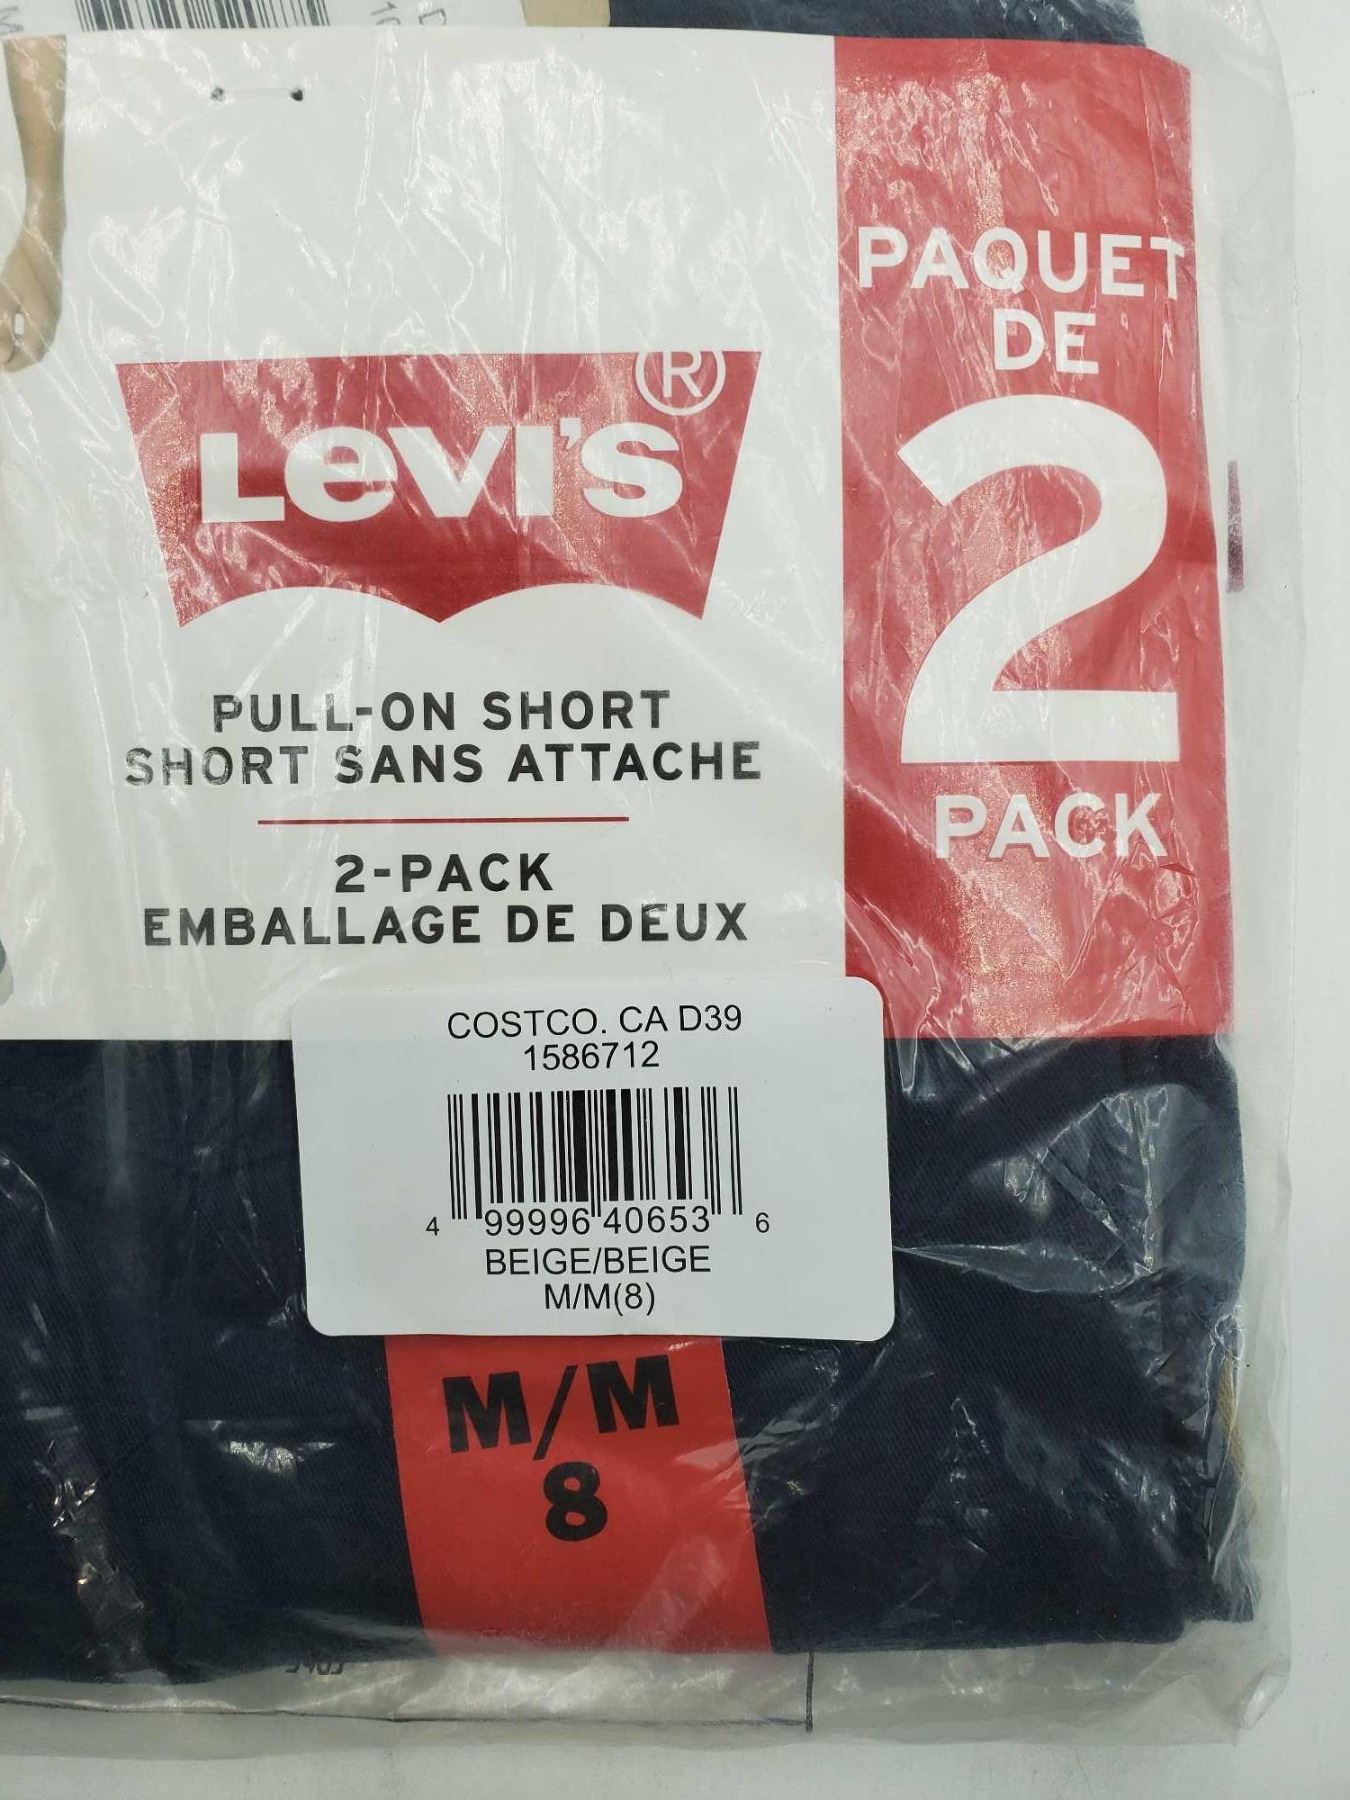 PAQUET
DE
2
PACK
LEVI'S®
PULL-ON SHORT
SHORT SANS ATTACHE
2-PACK
EMBALLAGE DE DEUX
COSTCO. CA D39
1586712
4 99996 40653 6
BEIGE/BEIGE
M/M(8)
M/M
8